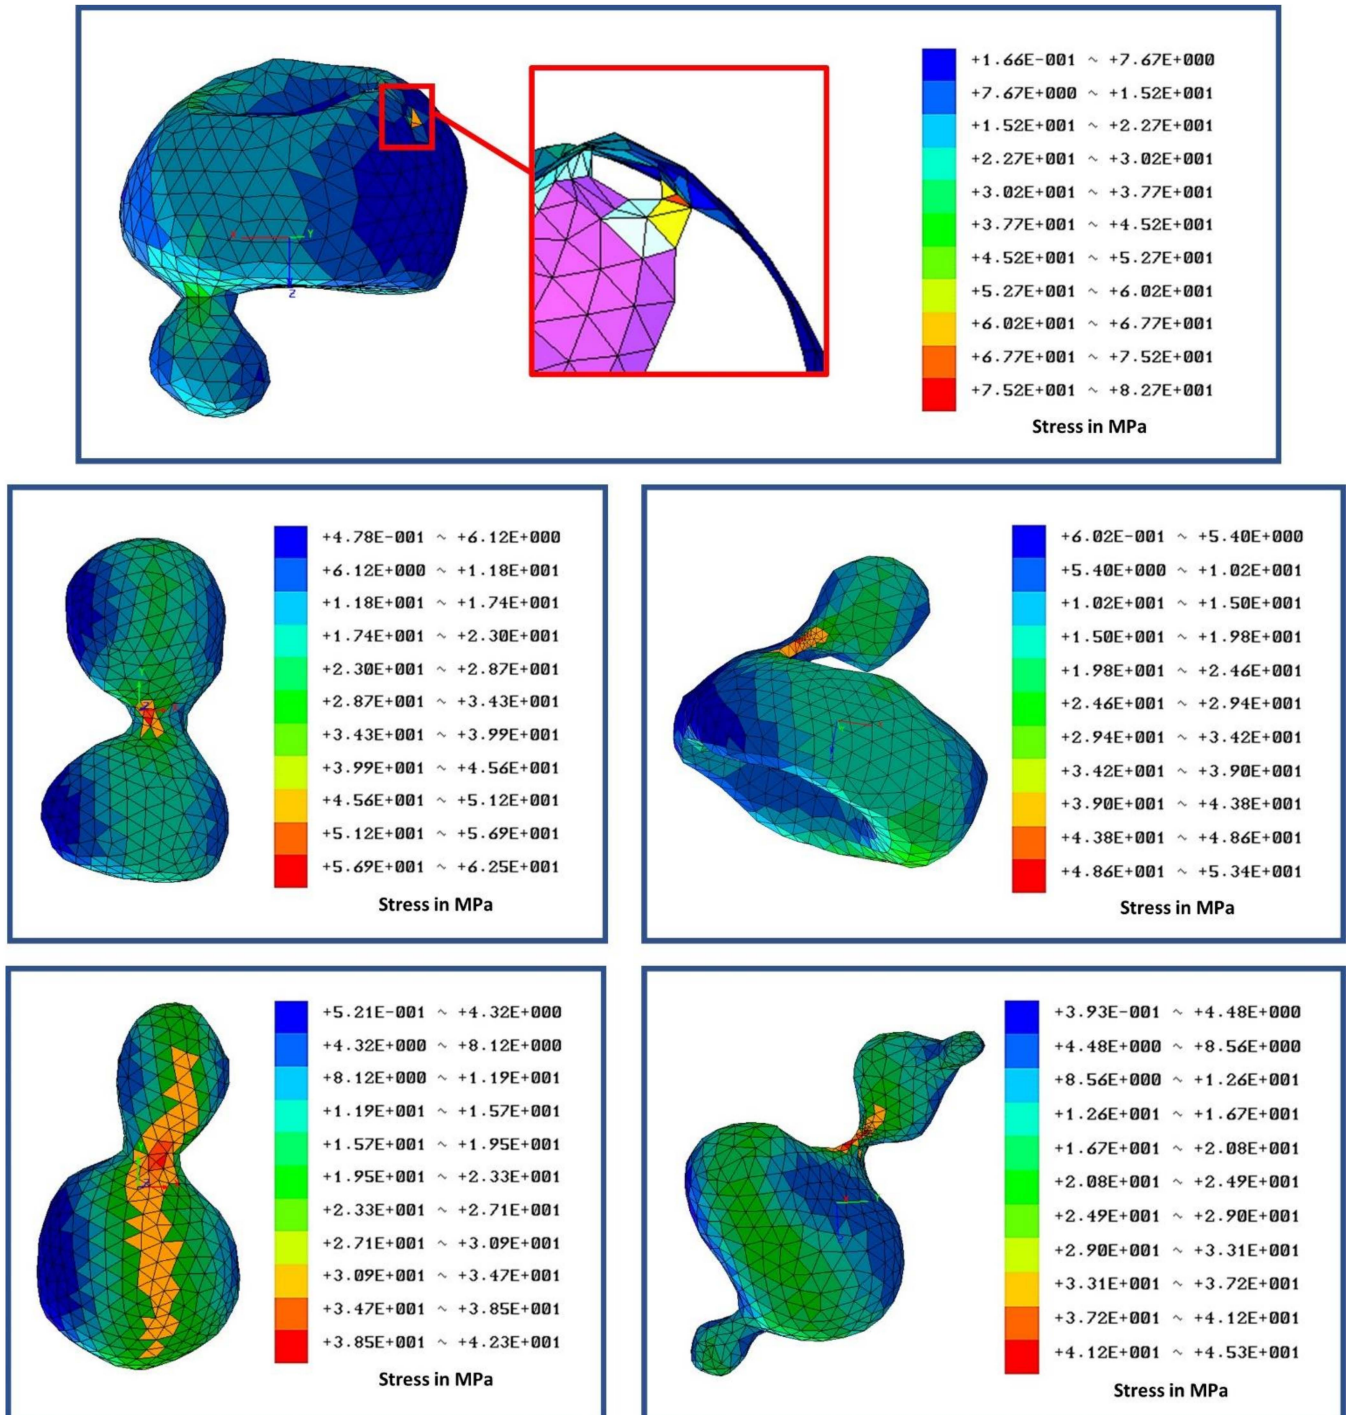 +1.66E-001 ~ +7.67E+000
+7.67E+000 ~ +1.52E+001
+1.52E+001 ~ +2.27E+001
+2.27E+001 ~ +3.02E+001
+3.02E+001 ~ +3.77E+001
+3.77E+001 ~ +4.52E+001
+4.52E+001 ~ +5.27E+001
+5.27E+001 ~ +6.02E+001
+6.02E+001 ~ +6.77E+001
+6.77E+001 ~ +7.52E+001
+7.52E+001 ~ +8.27E+001
Stress in MPa
Y
Z
+4.78E-001 ~ +6.12E+000
+6.12E+000 ~ +1.18E+001
+1.18E+001 ~ +1.74E+001
+1.74E+001 ~ +2.30E+001
+2.30E+001 ~ +2.87E+001
+2.87E+001 ~ +3.43E+001
+3.43E+001 ~ +3.99E+001
+3.99E+001 ~ +4.56E+001
+4.56E+001 ~ +5.12E+001
+5.12E+001 ~ +5.69E+001
+5.69E+001 ~ +6.25E+001
Stress in MPa
+6.02E-001 ~ +5.40E+000
+5.40E+000 ~ +1.02E+001
+1.02E+001 ~ +1.50E+001
+1.50E+001 ~ +1.98E+001
+1.98E+001 ~ +2.46E+001
+2.46E+001 ~ +2.94E+001
+2.94E+001 ~ +3.42E+001
+3.42E+001 ~ +3.90E+001
+3.90E+001 ~ +4.38E+001
+4.38E+001 ~ +4.86E+001
+4.86E+001 ~ +5.34E+001
Stress in MPa
+5.21E-001 ~ +4.32E+000
+4.32E+000 ~ +8.12E+000
+8.12E+000 ~ +1.19E+001
+1.19E+001 ~ +1.57E+001
+1.57E+001 ~ +1.95E+001
+1.95E+001 ~ +2.33E+001
+2.33E+001 ~ +2.71E+001
+2.71E+001 ~ +3.09E+001
+3.09E+001 ~ +3.47E+001
+3.47E+001 ~ +3.85E+001
+3.85E+001 ~ +4.23E+001
Stress in MPa
+3.93E-001 ~ +4.48E+000
+4.48E+000 ~ +8.56E+000
+8.56E+000 ~ +1.26E+001
+1.26E+001 ~ +1.67E+001
+1.67E+001 ~ +2.08E+001
+2.08E+001 ~ +2.49E+001
+2.49E+001 ~ +2.90E+001
+2.90E+001 ~ +3.31E+001
+3.31E+001 ~ +3.72E+001
+3.72E+001 ~ +4.12E+001
+4.12E+001 ~ +4.53E+001
Stress in MPa